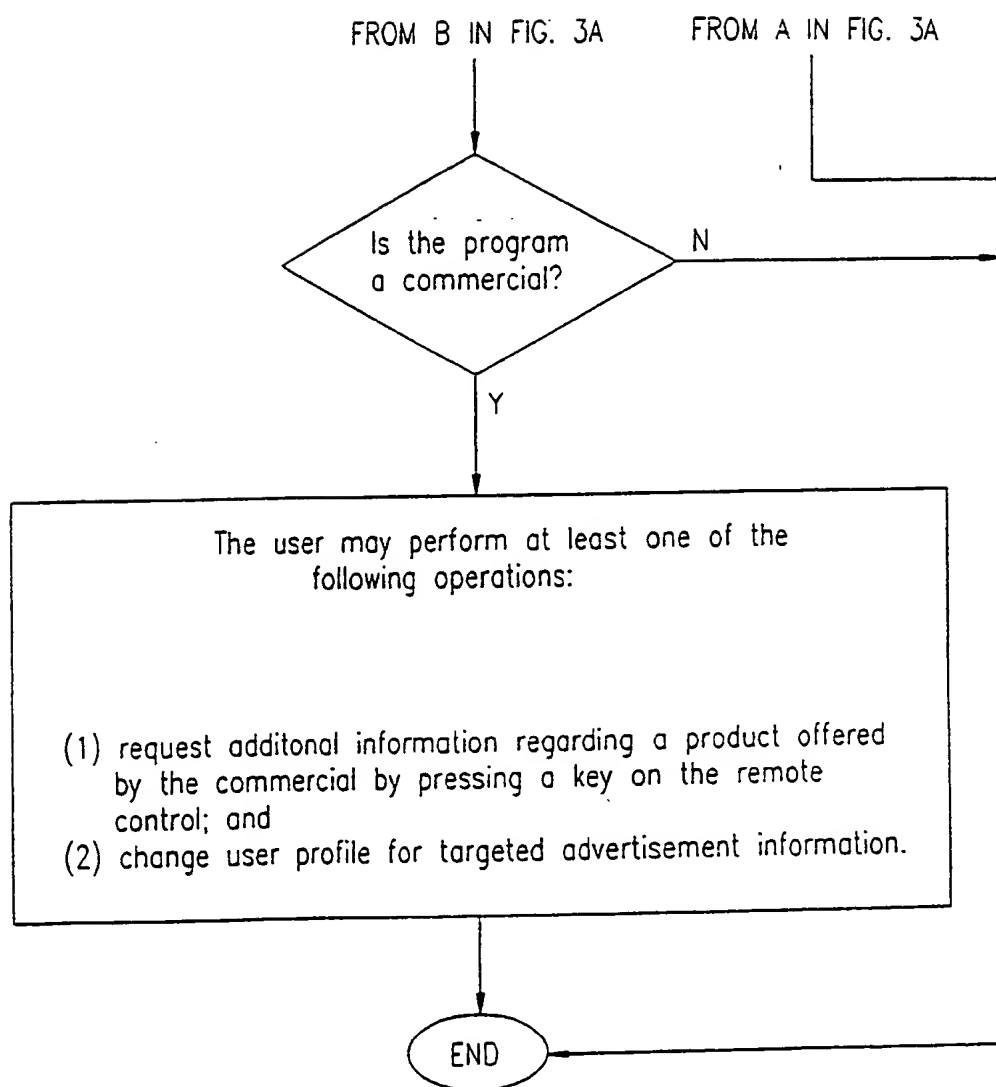 FROM B IN FIG. 3A
FROM A IN FIG. 3A
Is the program
a commercial?
N
Y
The user may perform at least one of the
following operations:
(1) request additonal information regarding a product offered
by the commercial by pressing a key on the remote
control; and
(2) change user profile for targeted advertisement information.
END